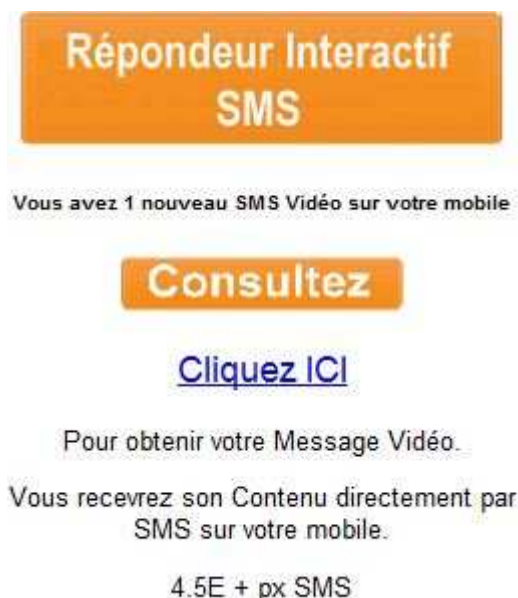 Répondeur Interactif
SMS
Vous avez 1 nouveau SMS Vidéo sur votre mobile
Consultez
Cliquez ICI
Pour obtenir votre Message Vidéo.
Vous recevrez son Contenu directement par
SMS sur votre mobile.
4.5E + px SMS